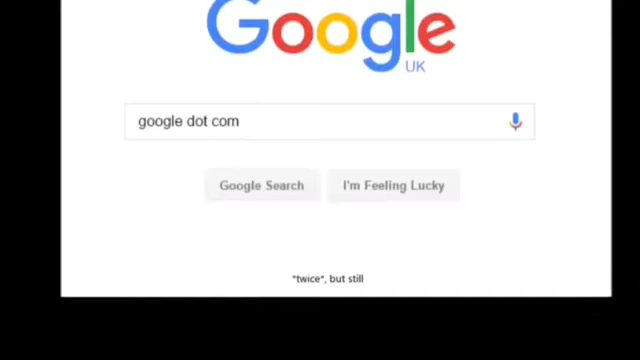 Google
UK
google dot com
Google Search I'm Feeling Lucky
*twice*, but still